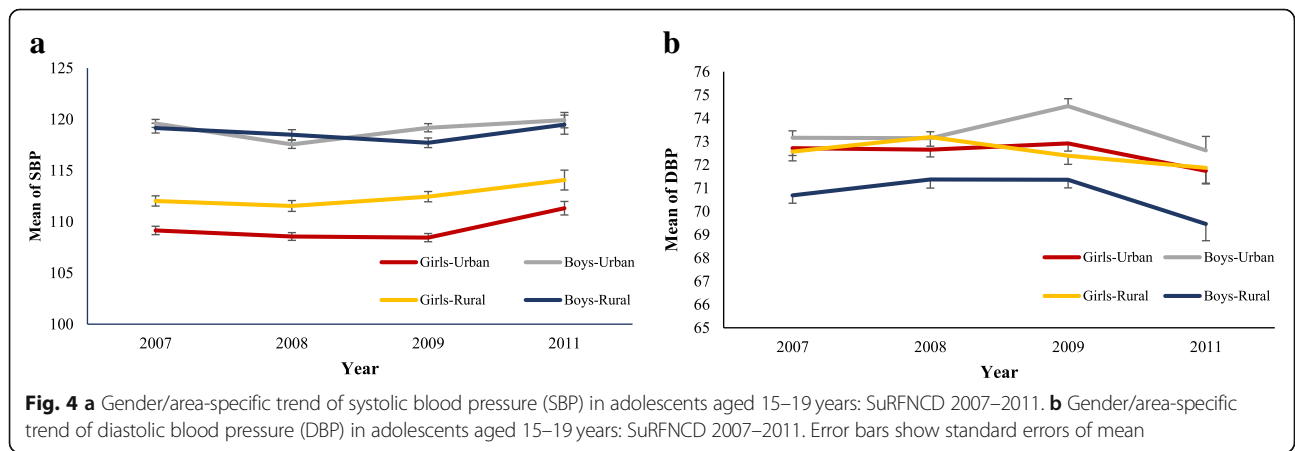 a
Mean of SBP
125
120
115
110
105
100
2007 2008 2009 2011
Year
Girls-Urban Boys-Urban
Girls-Rural Boys-Rural
b
Mean of DBP
76
75
74
73
72
71
70
69
68
67
66
65
2007 2008 2009 2011
Year
Girls-Urban Boys-Urban
Girls-Rural Boys-Rural
Fig. 4 a Gender/area-specific trend of systolic blood pressure (SBP) in adolescents aged 15–19 years: SuRFNCD 2007–2011. b Gender/area-specific
trend of diastolic blood pressure (DBP) in adolescents aged 15–19 years: SuRFNCD 2007–2011. Error bars show standard errors of mean